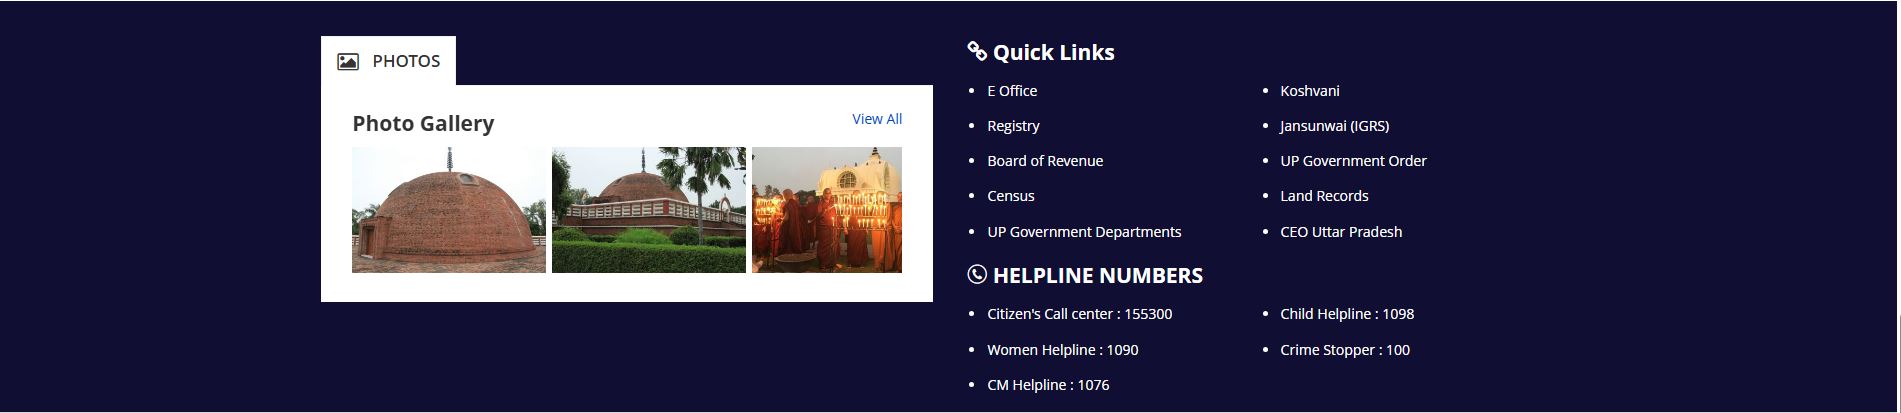 PHOTOS
Photo Gallery
View All
Quick Links
E Office
Koshvani
Registry
Jansunwai (IGRS)
Board of Revenue
UP Government Order
Census
Land Records
UP Government Departments
CEO Uttar Pradesh
HELPLINE NUMBERS
Citizen's Call center : 155300
Child Helpline : 1098
Women Helpline : 1090
Crime Stopper : 100
CM Helpline : 1076